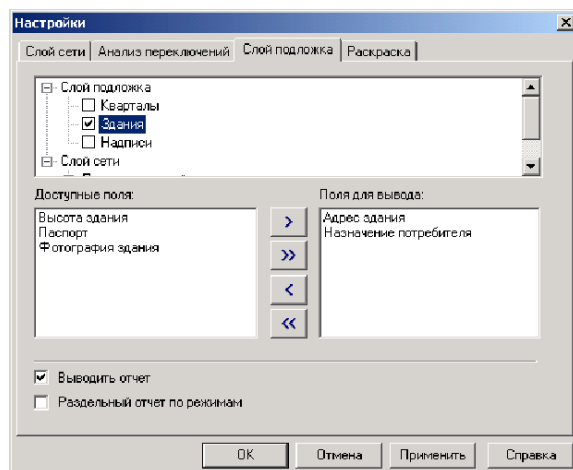 Настройки
Слой сети Анализ переключений Слой подложка Раскраска
Слой подложка
Кварталы
Здания
Надписи
Слой сети
Доступные поля: Поля для вывода:
Высота здания
Паспорт
Фотография здания
Адрес здания
Назначение потребителя
>
>>
<
<<
Выводить отчет
Раздельный отчет по режимам
OK Отмена Применить Справка